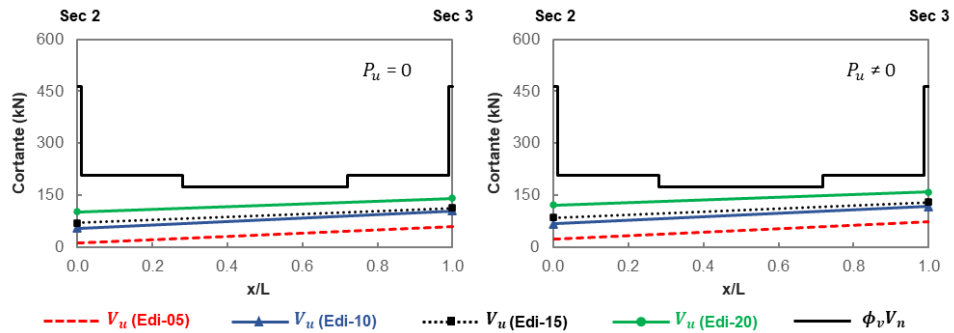 Sec 2
Sec 3
Sec 2
Sec 3
600
450
300
150
0
Cortante (kN)
P_u = 0
0.0 0.2 0.4 0.6 0.8 1.0
x/L
600
450
300
150
0
Cortante (kN)
P_u ≠ 0
0.0 0.2 0.4 0.6 0.8 1.0
x/L
V_u (Edi-05)
V_u (Edi-10)
V_u (Edi-15)
V_u (Edi-20)
ϕ_vV_n